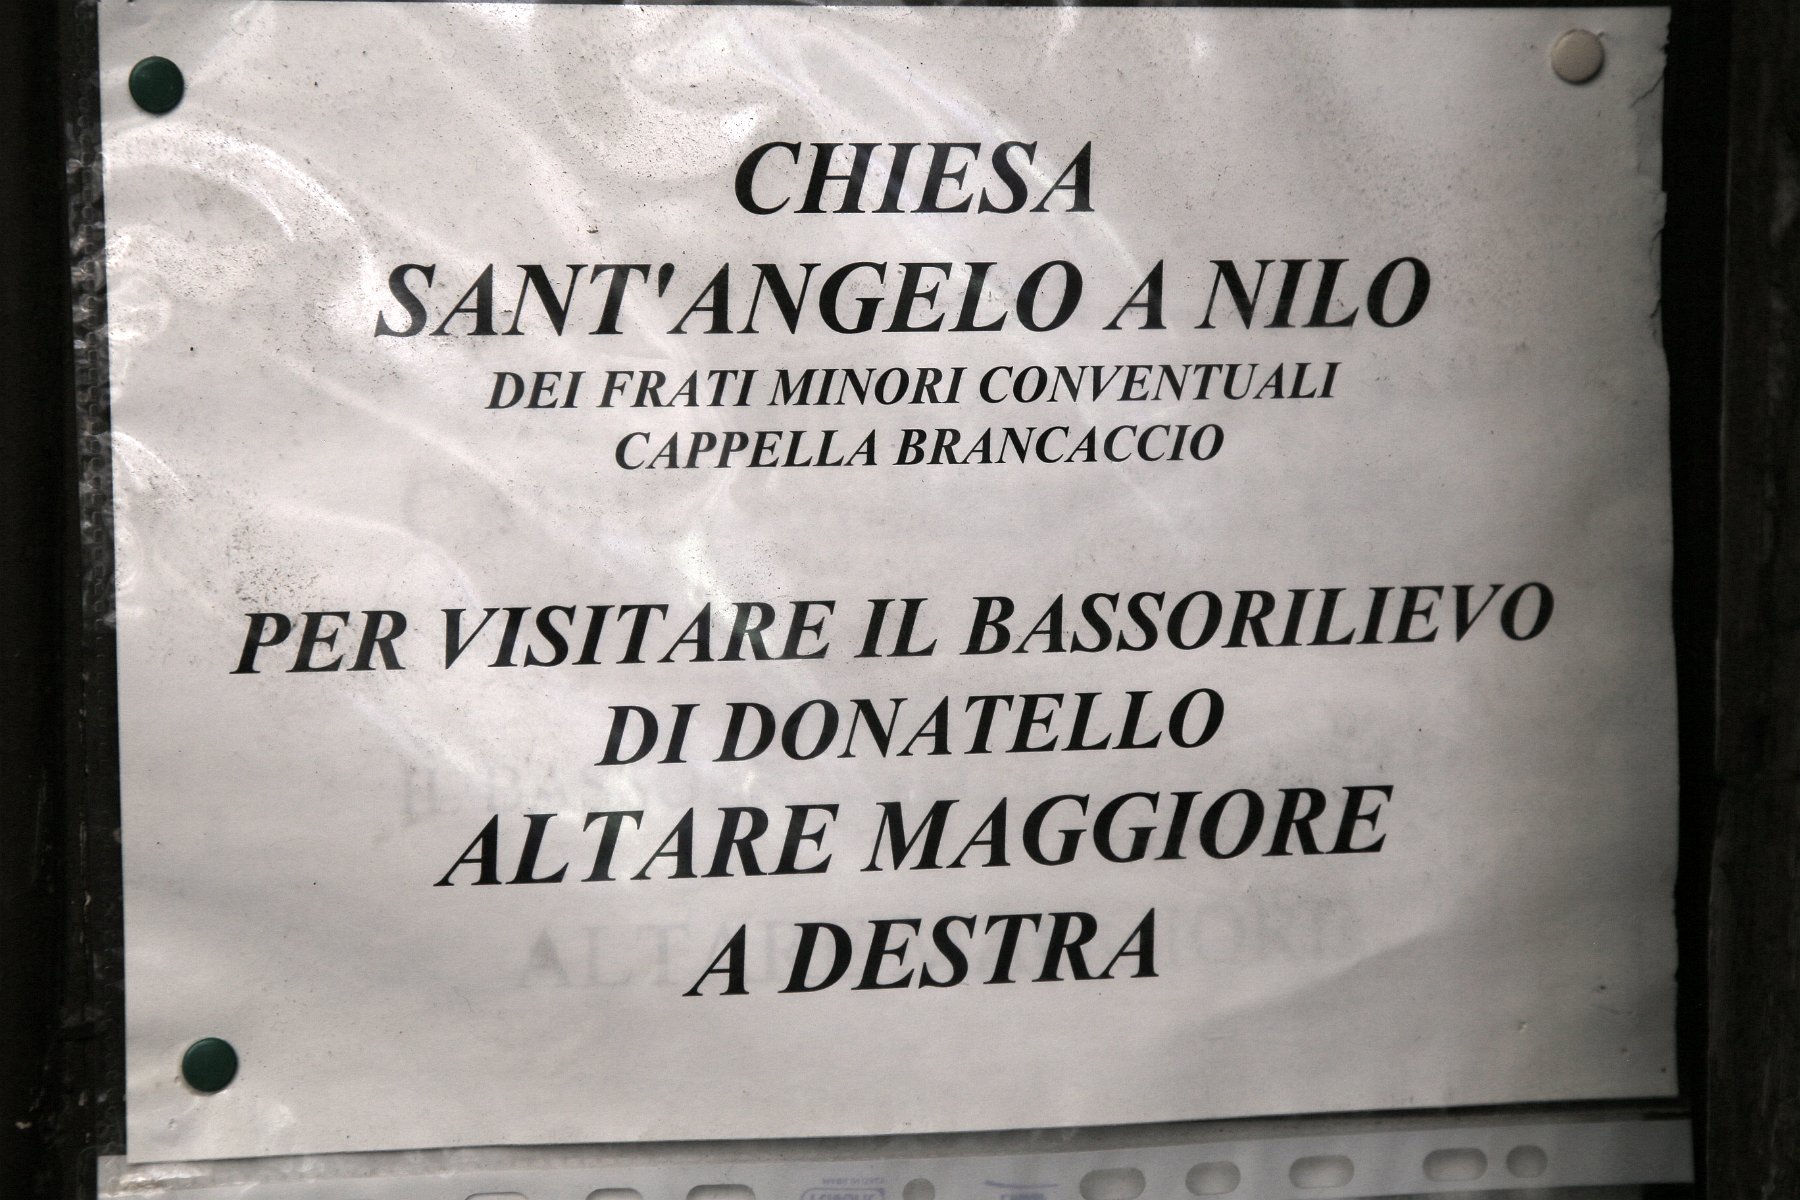 CHIESA
SANT'ANGELO A NILO
DEI FRATI MINORI CONVENTUALI
CAPPELLA BRANCACCIO
PER VISITARE IL BASSORILIEVO
DI DONATELLO
ALTARE MAGGIORE
A DESTRA